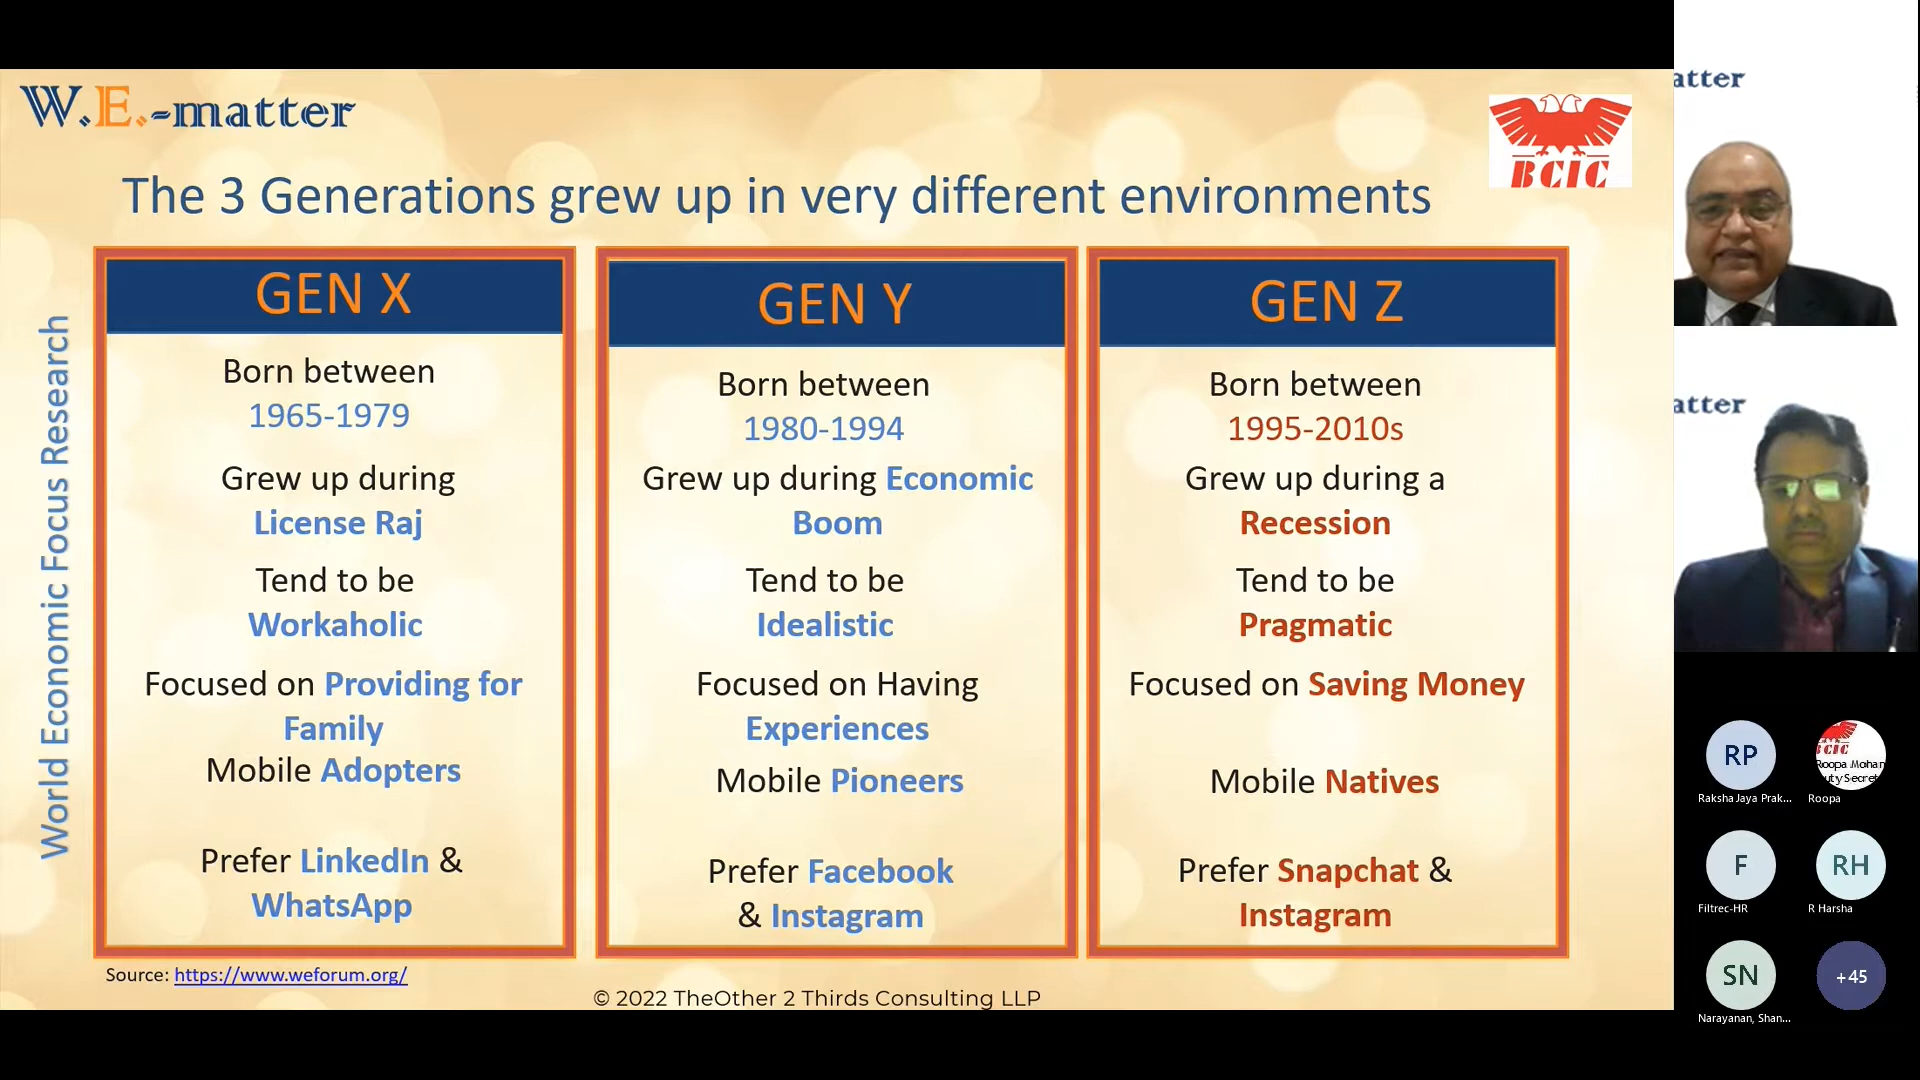 W.E.-matter
BCIC
The 3 Generations grew up in very different environments
World Economic Focus Research
GEN X
Born between
1965-1979
Grew up during
License Raj
Tend to be
Workaholic
Focused on Providing for
Family
Mobile Adopters
Prefer LinkedIn &
WhatsApp
GEN Y
Born between
1980-1994
Grew up during Economic
Boom
Tend to be
Idealistic
Focused on Having
Experiences
Mobile Pioneers
Prefer Facebook
& Instagram
GEN Z
Born between
1995-2010s
Grew up during a
Recession
Tend to be
Pragmatic
Focused on Saving Money
Mobile Natives
Prefer Snapchat &
Instagram
Source: https://www.weforum.org/
© 2022 TheOther 2 Thirds Consulting LLP
atter
atter
RP
Raksha Jaya Prak...
BCIC
Roopa Mohan
uty Secret
Roopa
F
Filtrec-HR
RH
R Harsha
SN
Narayanan, Shan...
+45